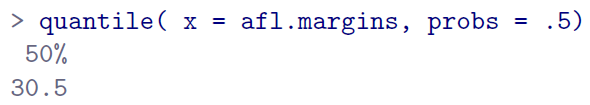 > quantile( x = afl.margins, probs = .5)
50%
30.5